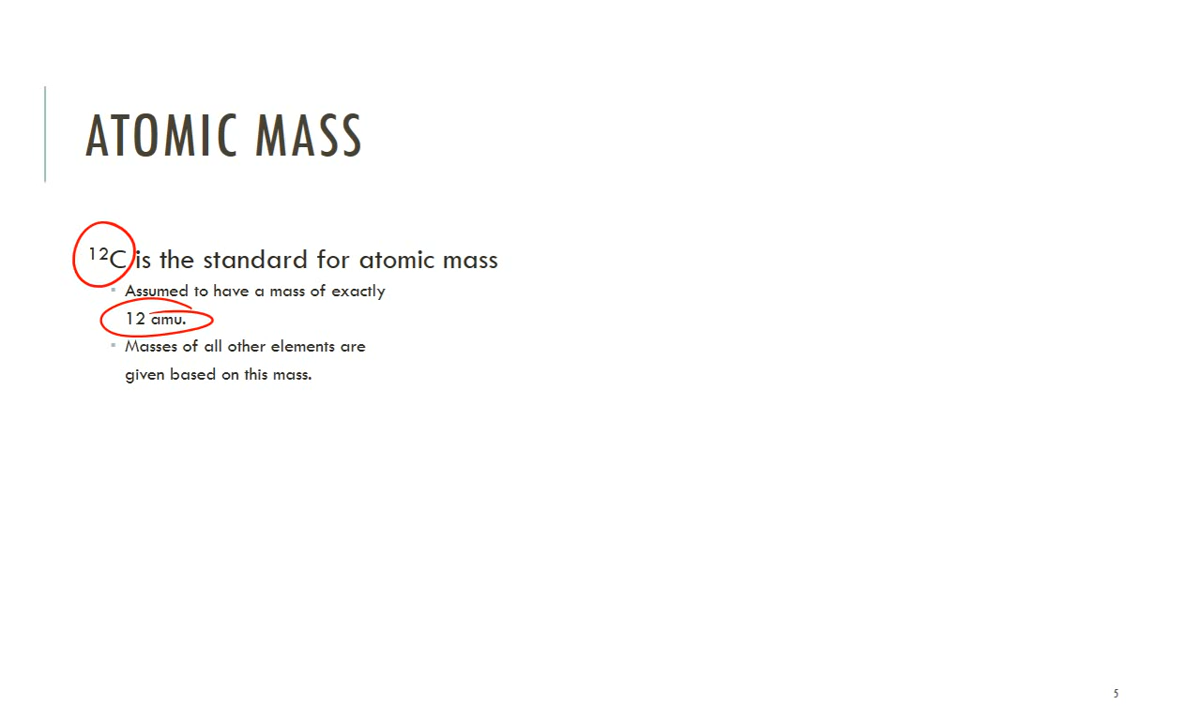 ATOMIC MASS
¹²C is the standard for atomic mass
▪ Assumed to have a mass of exactly
12 amu.
▪ Masses of all other elements are
given based on this mass.
5